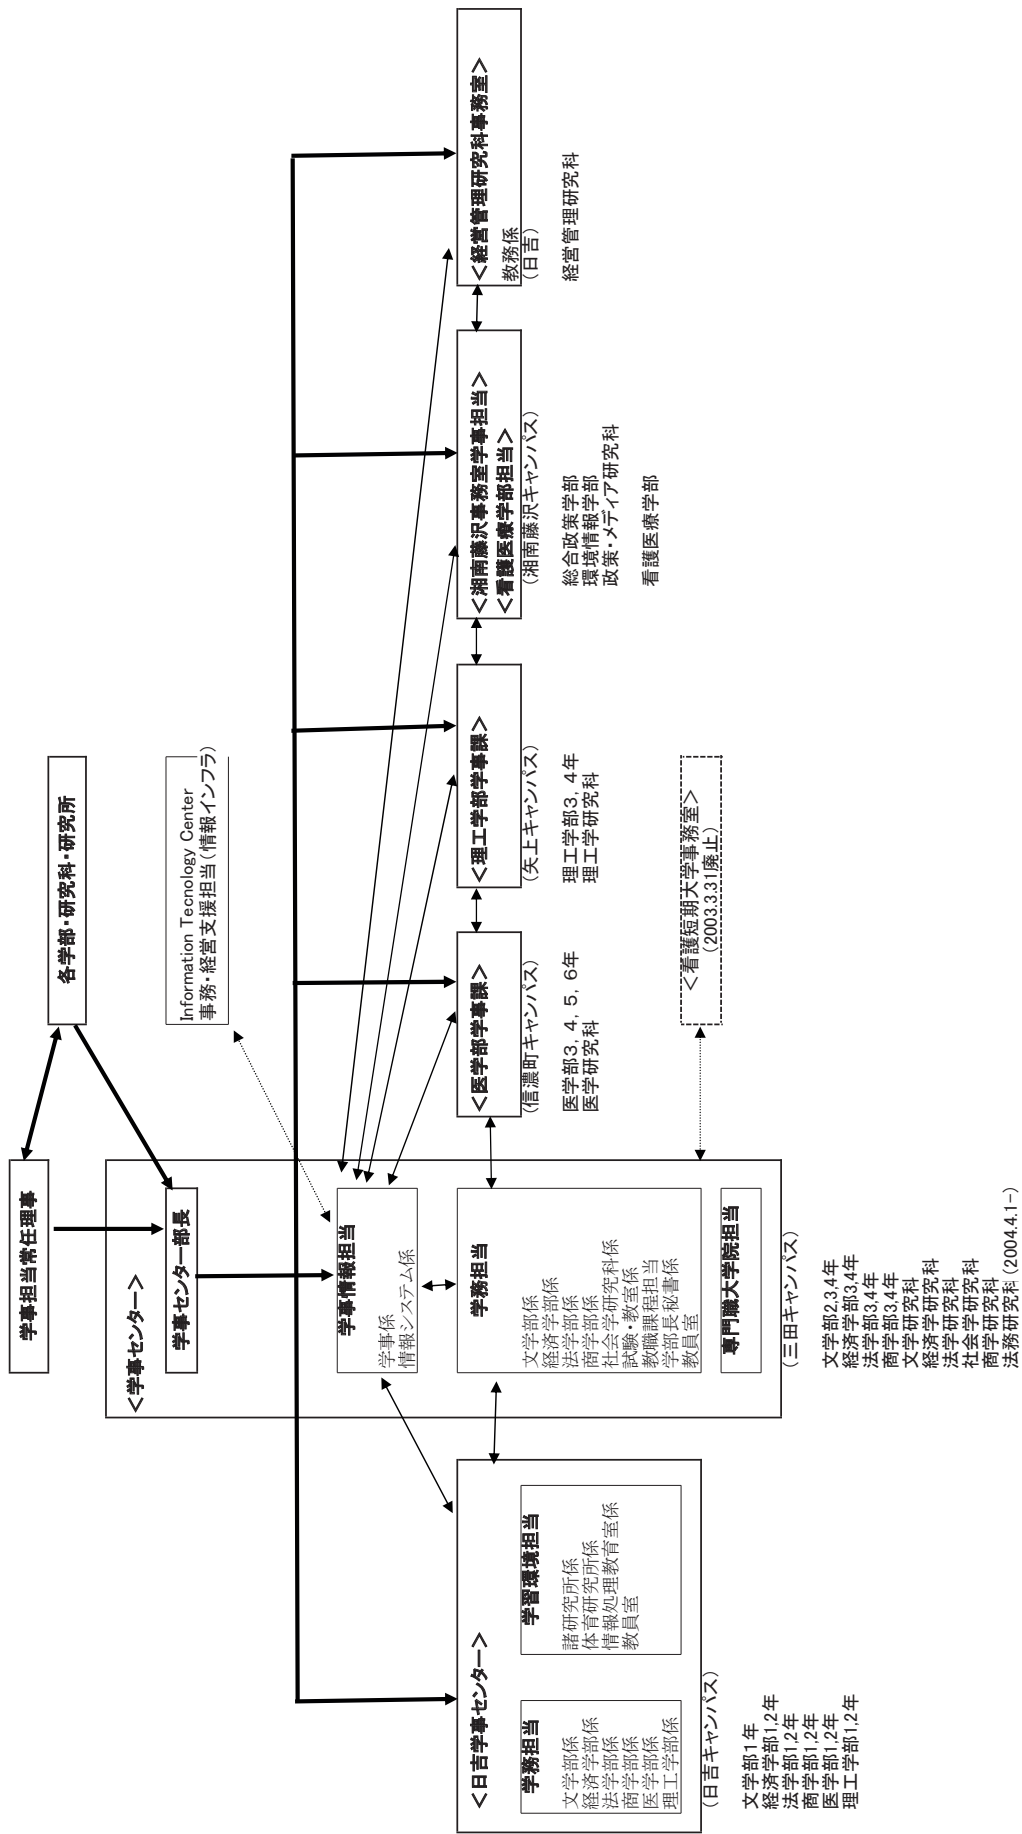 学事担当常任理事
各学部・研究科・研究所
＜学事センター＞
学事センター部長
Information Tecnology Center
事務・経営支援担当（情報インフラ）
学事情報担当
学事係
情報システム係
学務担当
文学部係
経済学部係
法学部係
商学部係
社会学研究科係
試験・教室係
教職課程担当
学部長秘書係
教員室
専門職大学院担当
（三田キャンパス）
文学部2,3,4年
経済学部3,4年
法学部3,4年
商学部3,4年
文学研究科
経済学研究科
法学研究科
社会学研究科
商学研究科
法務研究科（2004.4.1-）
＜日吉学事センター＞
学務担当
文学部係
経済学部係
法学部係
商学部係
医学部係
理工学部係
学習環境担当
諸研究所係
体育研究所係
情報処理教育室係
教員室
（日吉キャンパス）
文学部１年
経済学部1,2年
法学部1,2年
商学部1,2年
医学部1,2年
理工学部1,2年
＜医学部学事課＞
（信濃町キャンパス）
医学部３，４，５，６年
医学研究科
＜理工学部学事課＞
（矢上キャンパス）
理工学部３，４年
理工学研究科
＜湘南藤沢事務室学事担当＞
＜看護医療学部担当＞
（湘南藤沢キャンパス）
総合政策学部
環境情報学部
政策・メディア研究科
看護医療学部
＜経営管理研究科事務室＞
教務係
（日吉）
経営管理研究科
＜看護短期大学事務室＞
（2003.3.31廃止）